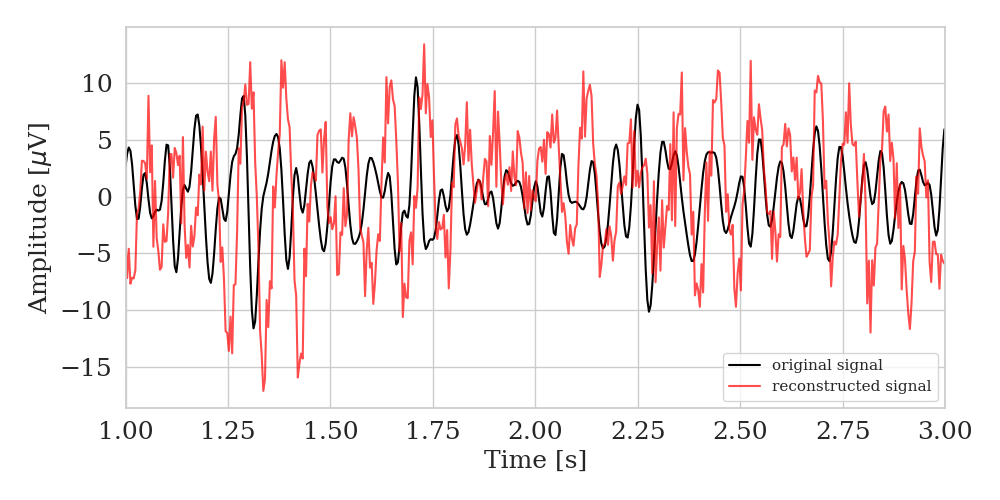 Amplitude [μV]
10
5
0
−5
−10
−15
original signal
reconstructed signal
1.00 1.25 1.50 1.75 2.00 2.25 2.50 2.75 3.00
Time [s]